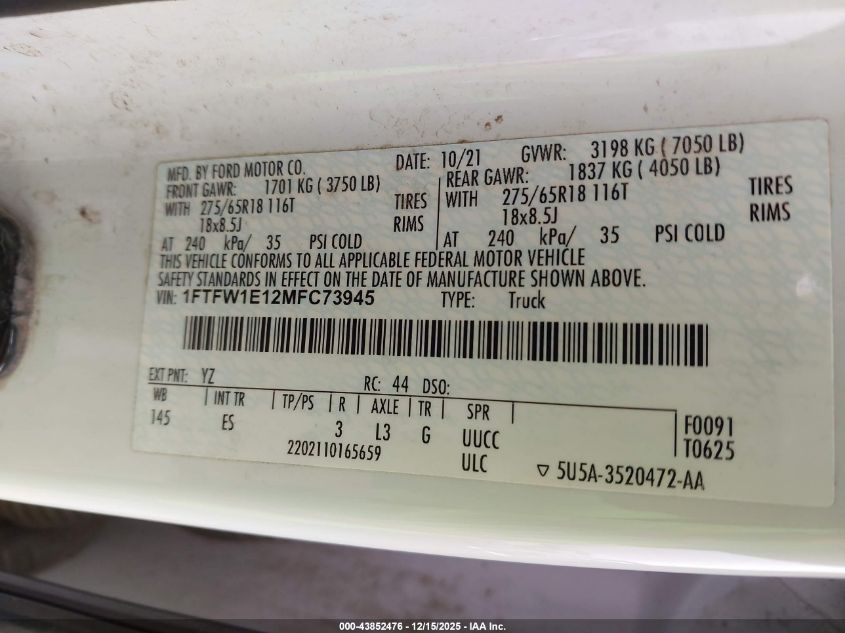 MFD. BY FORD MOTOR CO. DATE: 10/21 GVWR: 3198 KG ( 7050 LB)
FRONT GAWR: 1701 KG ( 3750 LB) REAR GAWR: 1837 KG ( 4050 LB)
WITH 275/65R18 116T TIRES WITH 275/65R18 116T TIRES
18x8.5J RIMS 18x8.5J RIMS
AT 240 kPa/ 35 PSI COLD AT 240 kPa/ 35 PSI COLD
THIS VEHICLE CONFORMS TO ALL APPLICABLE FEDERAL MOTOR VEHICLE
SAFETY STANDARDS IN EFFECT ON THE DATE OF MANUFACTURE SHOWN ABOVE.
VIN: 1FTFW1E12MFC73945 TYPE: Truck
EXT PNT: YZ RC: 44 DSO:
WB INT TR TP/PS R AXLE TR SPR
145 ES 3 L3 G UUCC F0091
2202110165659 ULC T0625
5U5A-3520472-AA
000-43852476 - 12/15/2025 - IAA Inc.